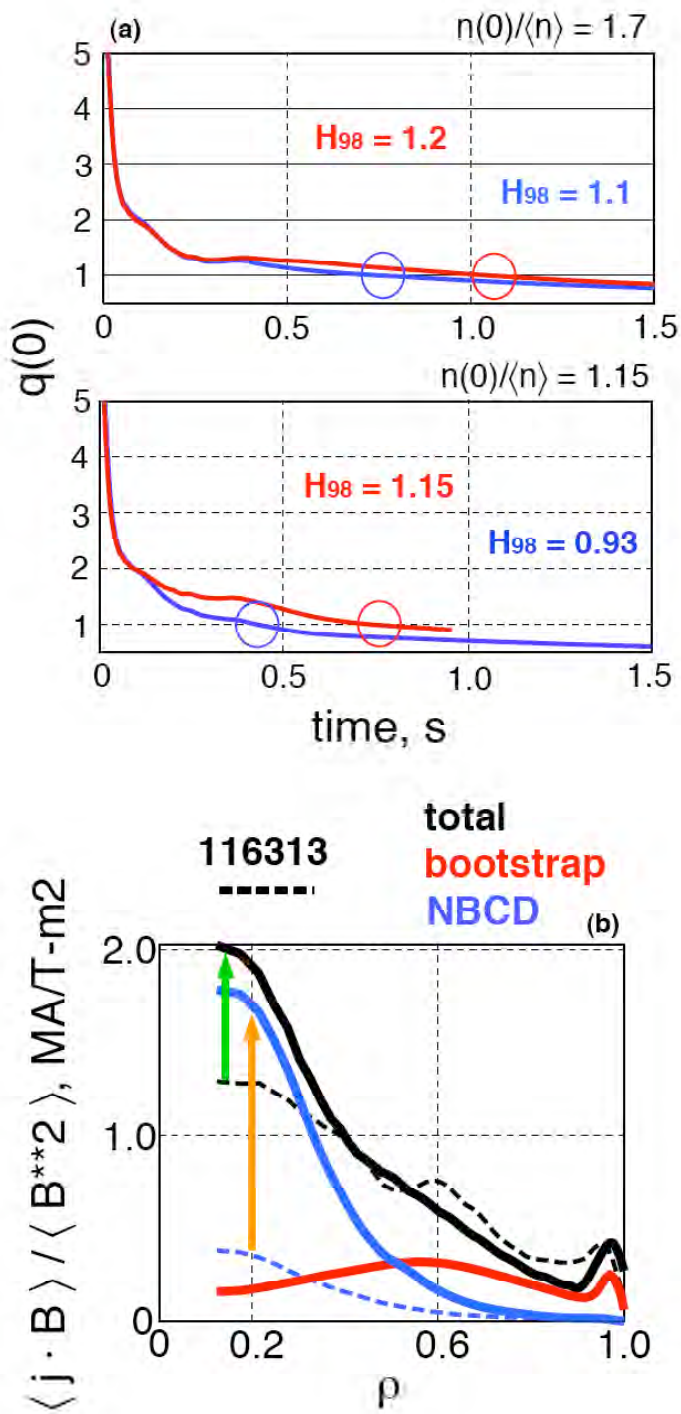 (a)
n(0)/⟨n⟩ = 1.7
5
4
H98 = 1.2
3
H98 = 1.1
2
1
0
0.5
1.0
1.5
q(0)
n(0)/⟨n⟩ = 1.15
5
4
H98 = 1.15
3
H98 = 0.93
2
1
0
0.5
1.0
1.5
time, s
total
116313
bootstrap
NBCD
(b)
2.0
1.0
0
⟨ j · B ⟩ / ⟨ B**2 ⟩, MA/T-m2
0
0.2
0.6
1.0
ρ